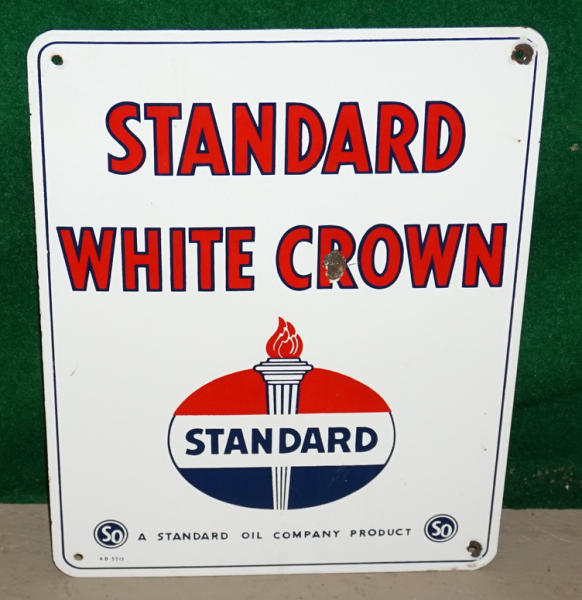 STANDARD
WHITE CROWN
STANDARD
SO A STANDARD OIL COMPANY PRODUCT SO